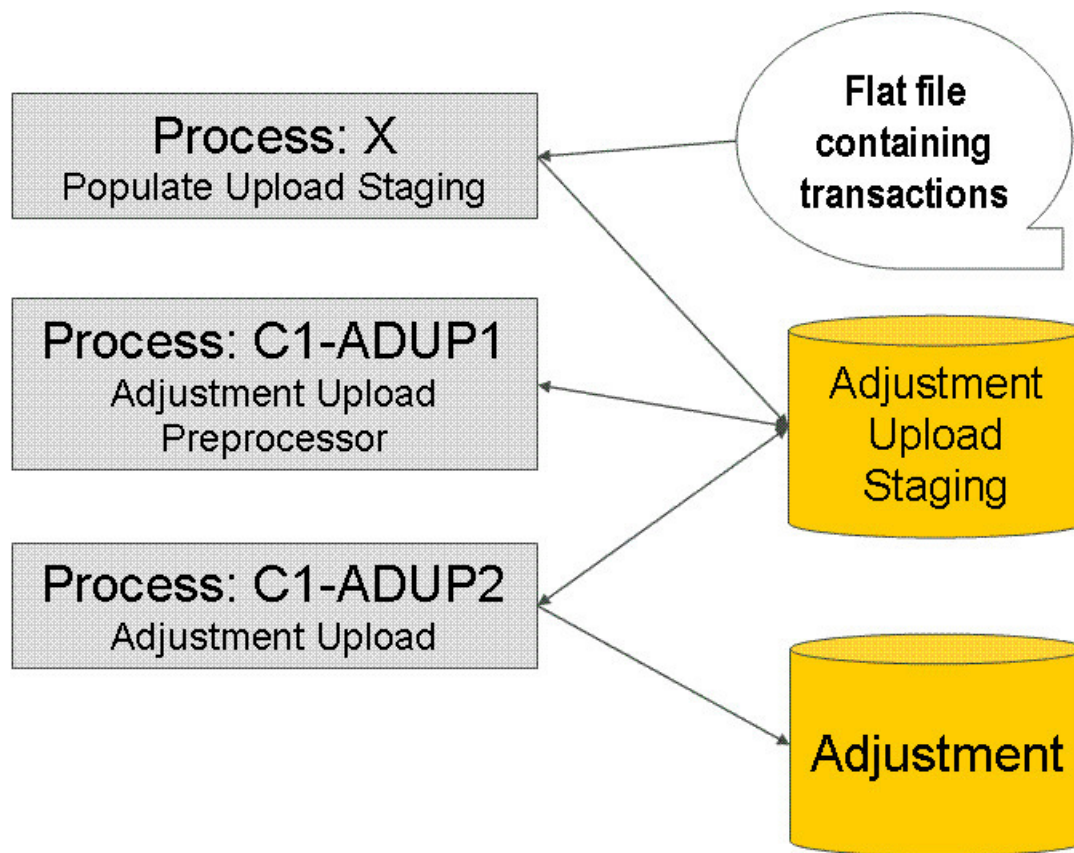 Process: X
Populate Upload Staging
Flat file
containing
transactions
Process: C1-ADUP1
Adjustment Upload
Preprocessor
Adjustment
Upload
Staging
Process: C1-ADUP2
Adjustment Upload
Adjustment